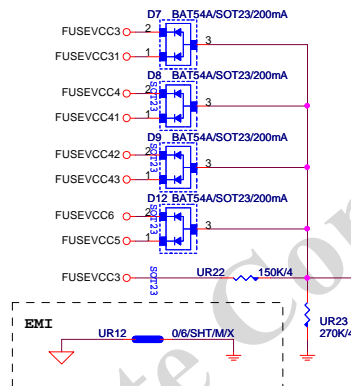 D7 BAT54A/SOT23/200mA
FUSEVCC3 2
3
FUSEVCC31 1
D8 BAT54A/SOT23/200mA
FUSEVCC4 2 SOT23
3
FUSEVCC41 1
D9 BAT54A/SOT23/200mA
FUSEVCC42 2 SOT23
3
FUSEVCC43 1
D12 BAT54A/SOT23/200mA
FUSEVCC6 2 SOT23
3
FUSEVCC5 1
FUSEVCC3 SOT23 UR22 150K/4
EMI
UR12 0/6/SHT/M/X
UR23
270K/4